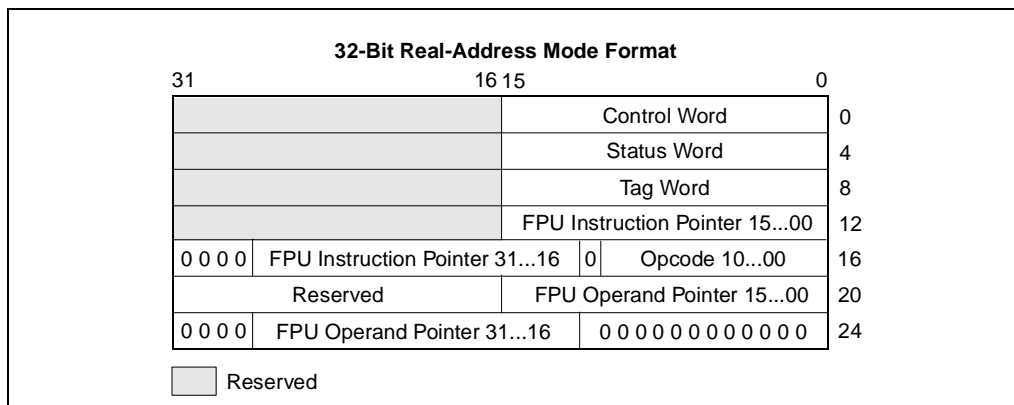 32-Bit Real-Address Mode Format
31 16 15 0
Control Word 0
Status Word 4
Tag Word 8
FPU Instruction Pointer 15...00 12
0 0 0 0 FPU Instruction Pointer 31...16 0 Opcode 10...00 16
Reserved FPU Operand Pointer 15...00 20
0 0 0 0 FPU Operand Pointer 31...16 0 0 0 0 0 0 0 0 0 0 0 0 24
Reserved